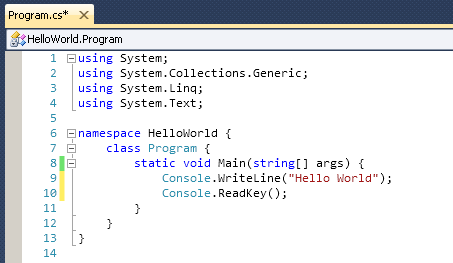 Program.cs*
HelloWorld.Program
1 using System;
2 using System.Collections.Generic;
3 using System.Linq;
4 using System.Text;
5
6 namespace HelloWorld {
7     class Program {
8         static void Main(string[] args) {
9             Console.WriteLine("Hello World");
10             Console.ReadKey();
11         }
12     }
13 }
14